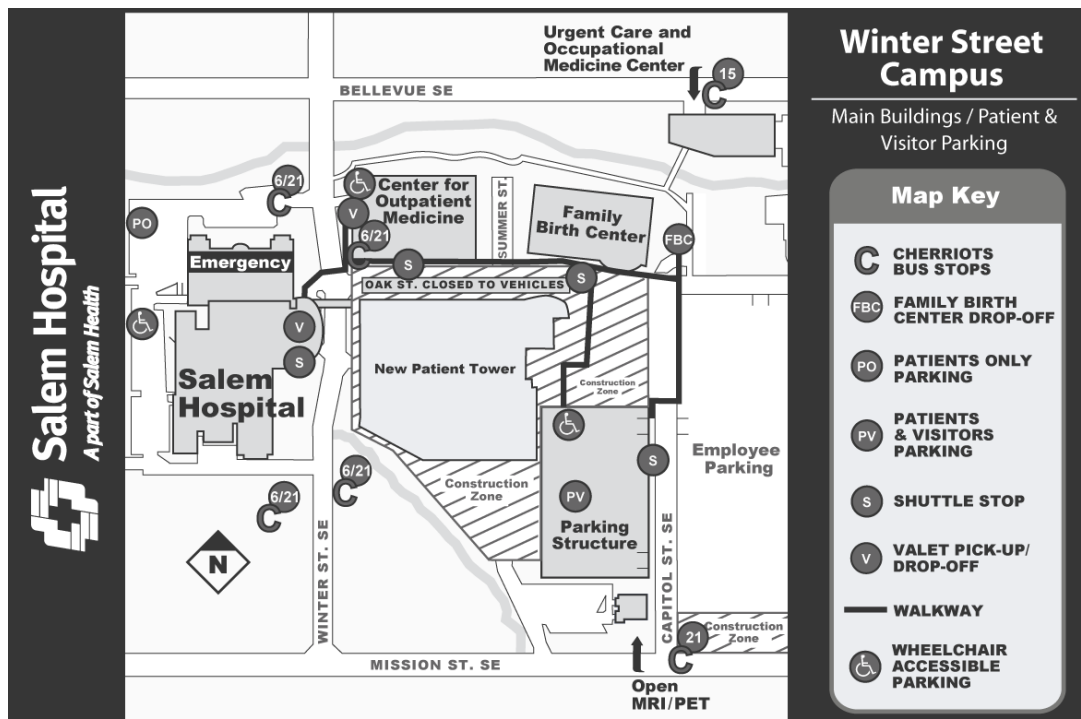 Salem Hospital
A part of Salem Health
Urgent Care and
Occupational
Medicine Center
15
BELLEVUE SE
6/21
PO
Center for
Outpatient
Medicine
V
6/21
SUMMER ST.
Family
Birth Center
FBC
Emergency
S
S
OAK ST. CLOSED TO VEHICLES
V
S
Salem
Hospital
New Patient Tower
Construction
Zone
Employee
Parking
S
6/21
6/21
Construction
Zone
PV
Parking
Structure
N
WINTER ST. SE
CAPITOL ST. SE
21
Construction
Zone
MISSION ST. SE
Open
MRI/PET
Winter Street
Campus
Main Buildings / Patient &
Visitor Parking
Map Key
C CHERRIOTS
BUS STOPS
FBC FAMILY BIRTH
CENTER DROP-OFF
PO PATIENTS ONLY
PARKING
PV PATIENTS
& VISITORS
PARKING
S SHUTTLE STOP
V VALET PICK-UP/
DROP-OFF
WALKWAY
WHEELCHAIR
ACCESSIBLE
PARKING